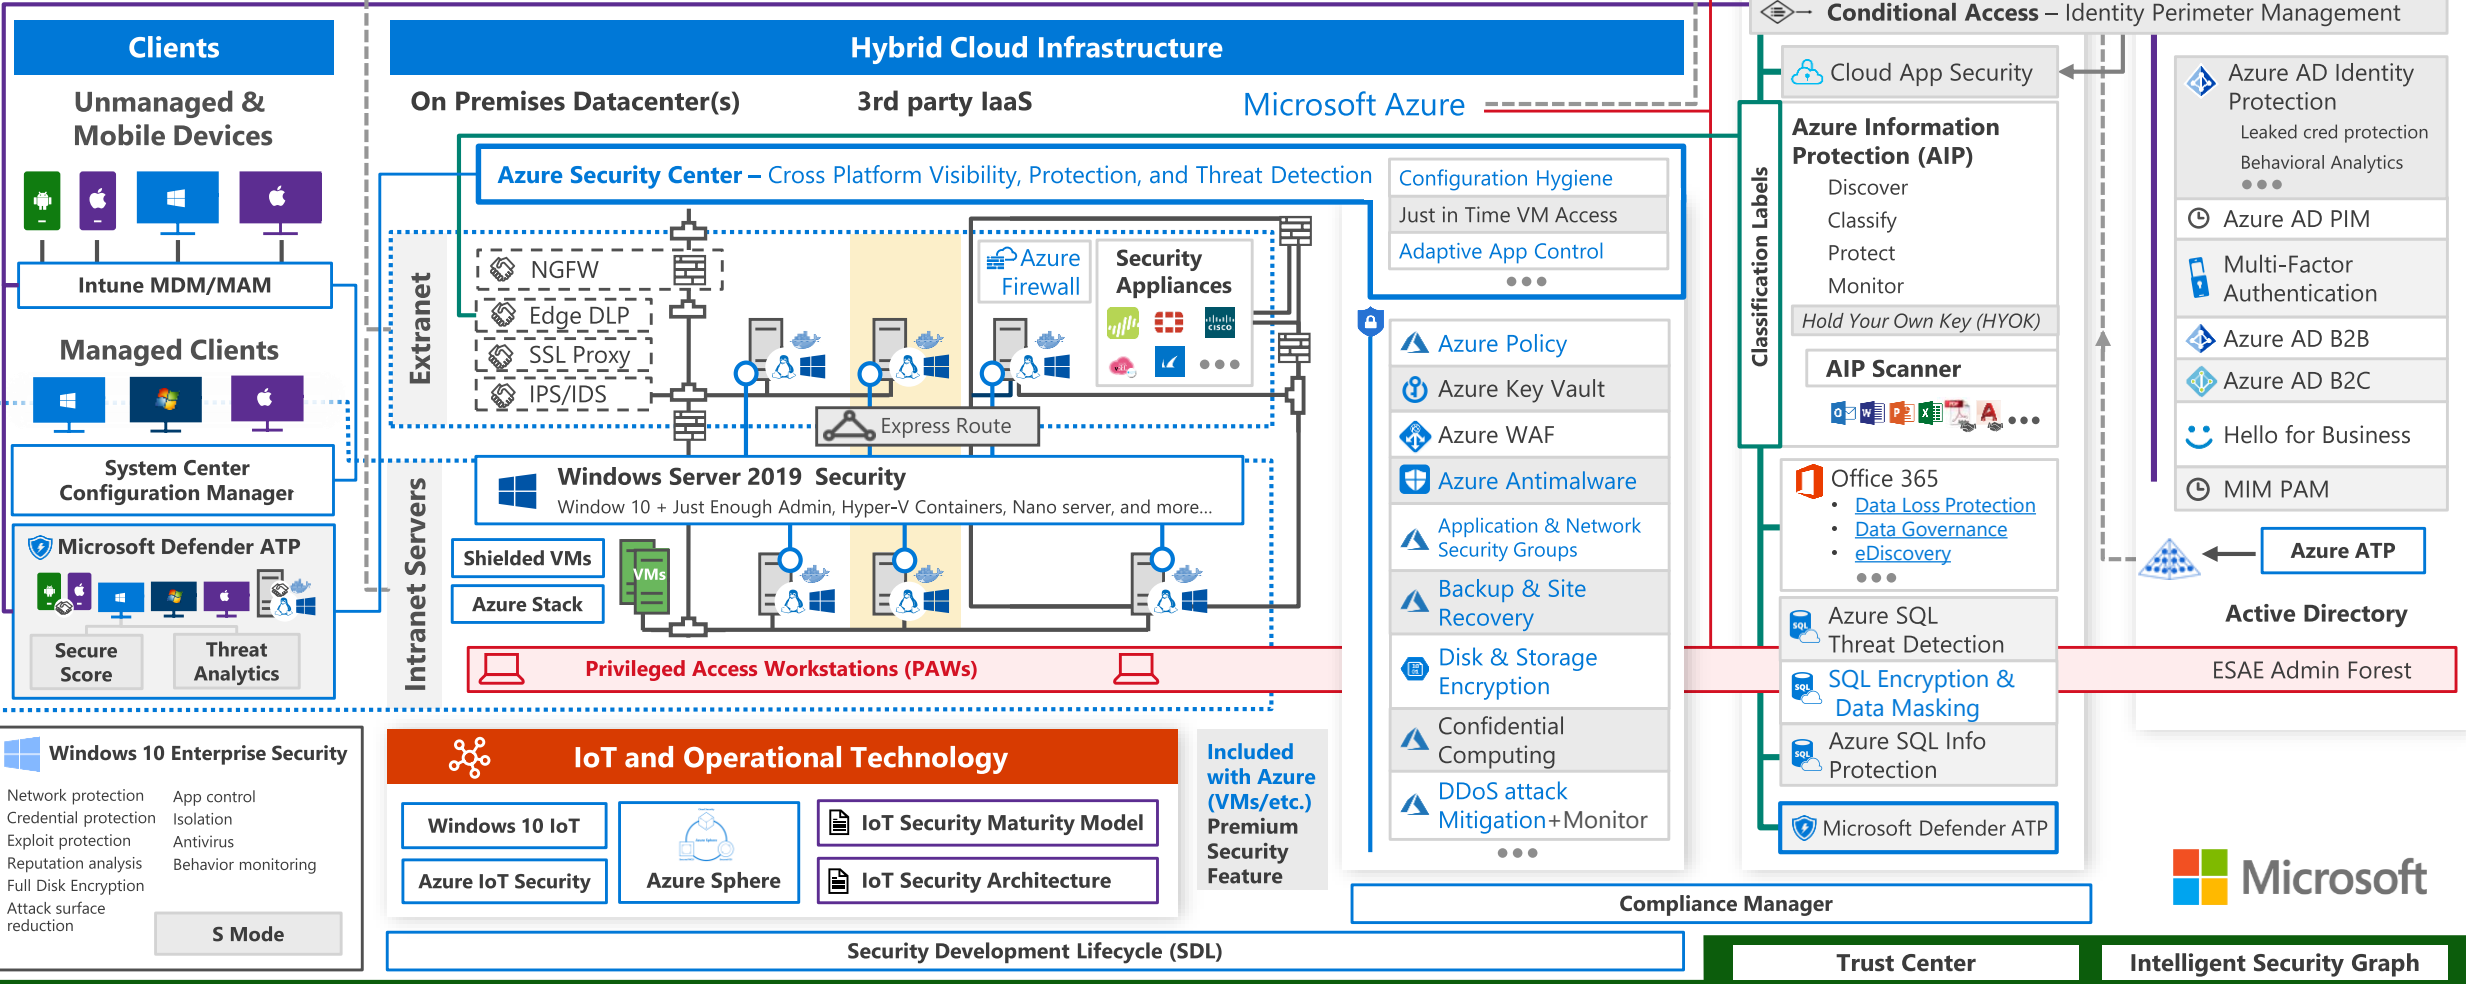 Clients
Unmanaged &
Mobile Devices
Intune MDM/MAM
Managed Clients
System Center
Configuration Manager
Microsoft Defender ATP
Secure
Score
Threat
Analytics
Windows 10 Enterprise Security
Network protection
Credential protection
Exploit protection
Reputation analysis
Full Disk Encryption
Attack surface
reduction
App control
Isolation
Antivirus
Behavior monitoring
S Mode
Hybrid Cloud Infrastructure
On Premises Datacenter(s)
3rd party IaaS
Microsoft Azure
Azure Security Center – Cross Platform Visibility, Protection, and Threat Detection
Configuration Hygiene
Just in Time VM Access
Adaptive App Control
Extranet
NGFW
Edge DLP
SSL Proxy
IPS/IDS
Azure
Firewall
Security
Appliances
CISCO
Express Route
Intranet Servers
Windows Server 2019 Security
Window 10 + Just Enough Admin, Hyper-V Containers, Nano server, and more...
Shielded VMs
Azure Stack
VMs
Privileged Access Workstations (PAWs)
Azure Policy
Azure Key Vault
Azure WAF
Azure Antimalware
Application & Network
Security Groups
Backup & Site
Recovery
Disk & Storage
Encryption
Confidential
Computing
DDoS attack
Mitigation+Monitor
IoT and Operational Technology
Windows 10 IoT
Azure IoT Security
Azure Sphere
IoT Security Maturity Model
IoT Security Architecture
Included
with Azure
(VMs/etc.)
Premium
Security
Feature
Security Development Lifecycle (SDL)
Compliance Manager
Conditional Access – Identity Perimeter Management
Cloud App Security
Classification Labels
Azure Information
Protection (AIP)
Discover
Classify
Protect
Monitor
Hold Your Own Key (HYOK)
AIP Scanner
Office 365
• Data Loss Protection
• Data Governance
• eDiscovery
SQL
Azure SQL
Threat Detection
SQL
SQL Encryption &
Data Masking
SQL
Azure SQL Info
Protection
Microsoft Defender ATP
Azure AD Identity
Protection
Leaked cred protection
Behavioral Analytics
Azure AD PIM
Multi-Factor
Authentication
Azure AD B2B
Azure AD B2C
Hello for Business
MIM PAM
Azure ATP
Active Directory
ESAE Admin Forest
Microsoft
Trust Center
Intelligent Security Graph